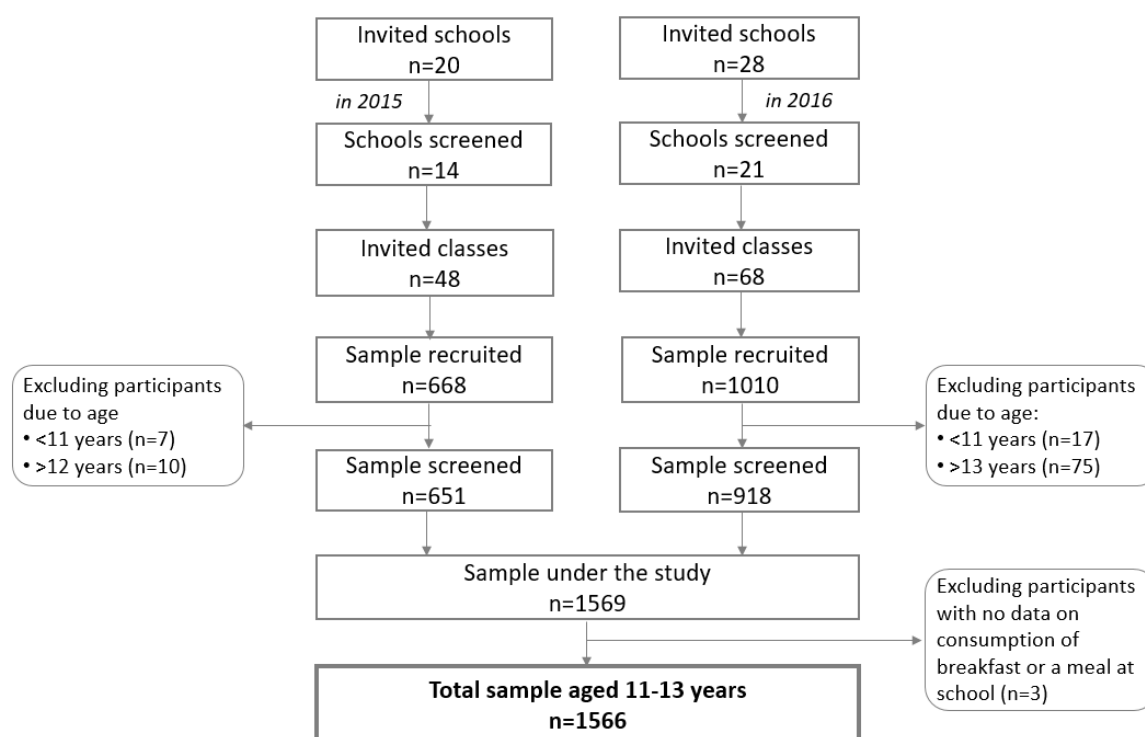 Invited schools
n=20
Invited schools
n=28
in 2015
in 2016
Schools screened
n=14
Schools screened
n=21
Invited classes
n=48
Invited classes
n=68
Sample recruited
n=668
Sample recruited
n=1010
Excluding participants
due to age
• <11 years (n=7)
• >12 years (n=10)
Excluding participants
due to age:
• <11 years (n=17)
• >13 years (n=75)
Sample screened
n=651
Sample screened
n=918
Sample under the study
n=1569
Excluding participants
with no data on
consumption of
breakfast or a meal at
school (n=3)
Total sample aged 11-13 years
n=1566